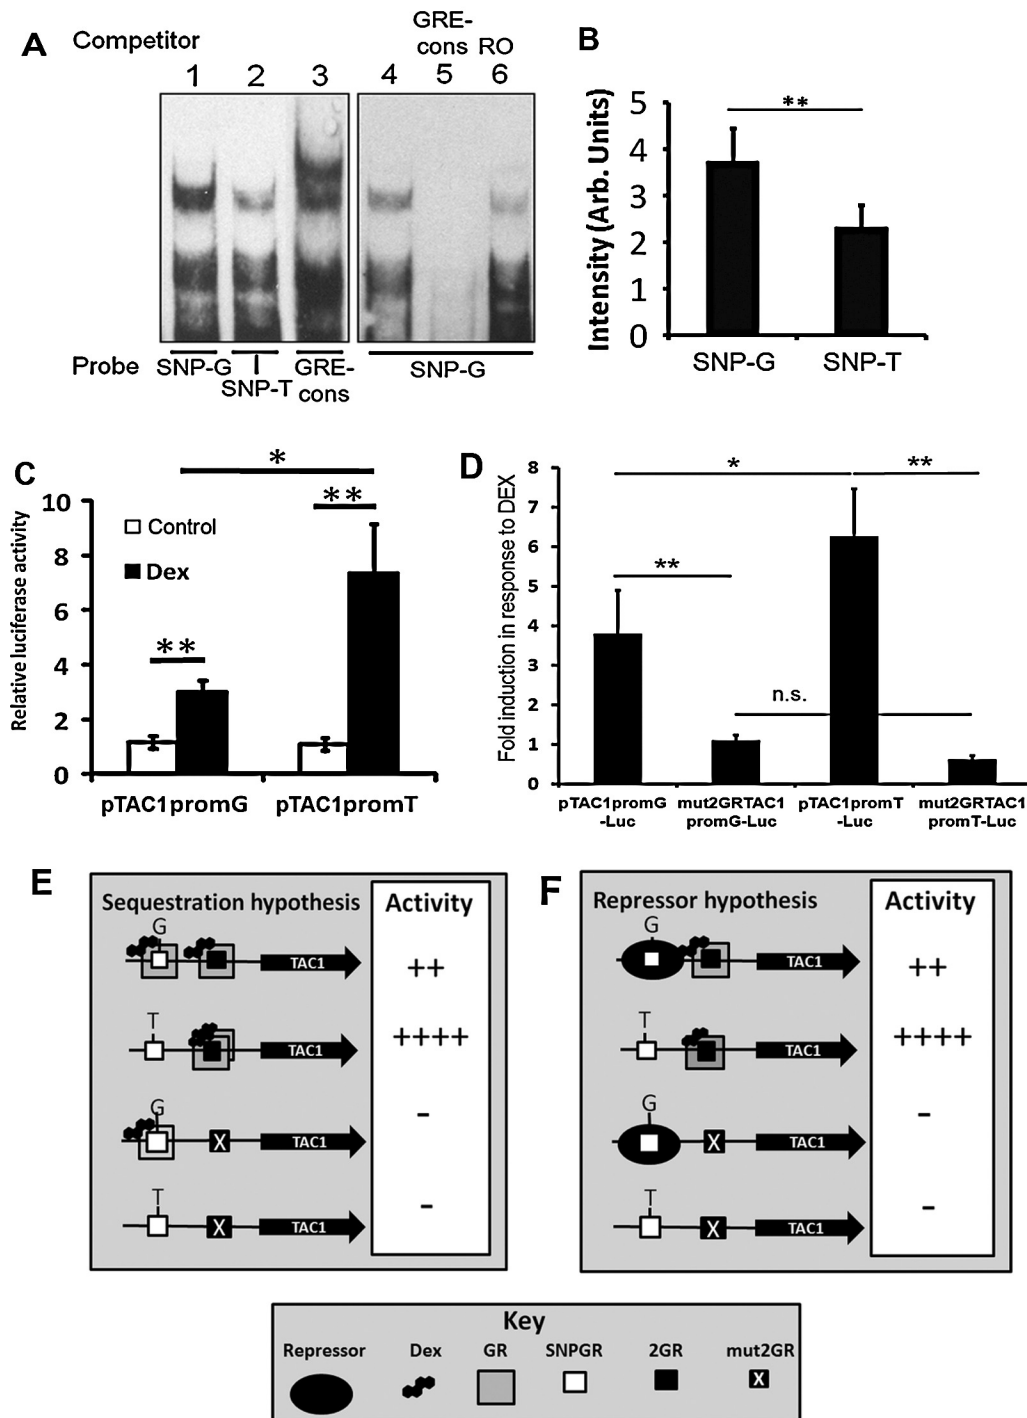 A
Competitor
GRE-
cons RO
1 2 3 4 5 6
Probe
SNP-G
SNP-T
GRE-
cons
SNP-G
B
Intensity (Arb. Units)
5
4
3
2
1
0
**
SNP-G SNP-T
C
Relative luciferase activity
10
8
6
4
2
0
Control
Dex
*
**
**
pTAC1promG pTAC1promT
D
Fold induction in response to DEX
8
7
6
5
4
3
2
1
0
*
**
**
n.s.
pTAC1promG
-Luc
mut2GRTAC1
promG-Luc
pTAC1promT
-Luc
mut2GRTAC1
promT-Luc
E
Sequestration hypothesis
Activity
G
TAC1
++
T
TAC1
++++
G
X
TAC1
-
T
X
TAC1
-
F
Repressor hypothesis
Activity
G
TAC1
++
T
TAC1
++++
G
X
TAC1
-
T
X
TAC1
-
Key
Repressor Dex GR SNPGR 2GR mut2GR
X